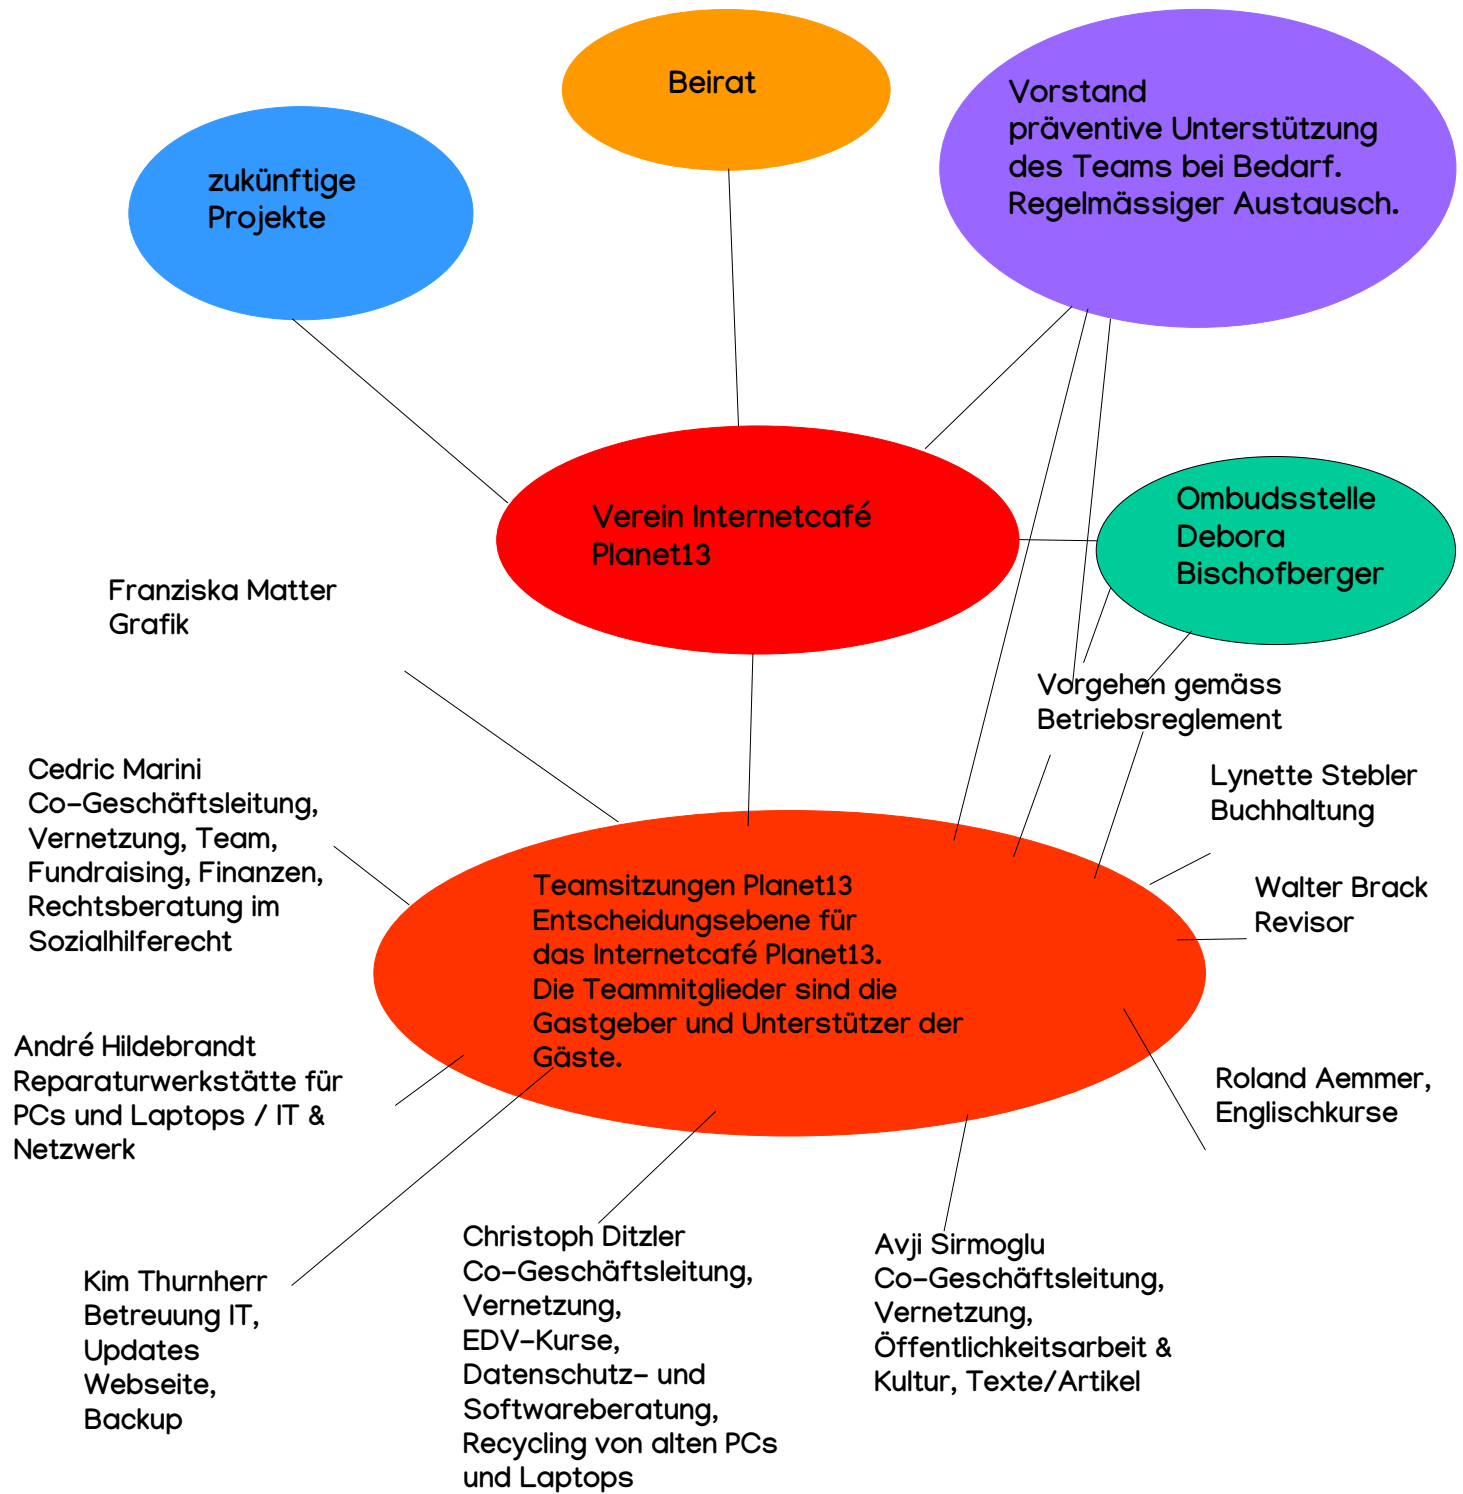 Beirat
Vorstand
präventive Unterstützung
des Teams bei Bedarf.
Regelmässiger Austausch.
zukünftige
Projekte
Verein Internetcafé
Planet13
Ombudsstelle
Debora
Bischofberger
Franziska Matter
Grafik
Vorgehen gemäss
Betriebsreglement
Cedric Marini
Co-Geschäftsleitung,
Vernetzung, Team,
Fundraising, Finanzen,
Rechtsberatung im
Sozialhilferecht
Lynette Stebler
Buchhaltung
Teamsitzungen Planet13
Entscheidungsebene für
das Internetcafé Planet13.
Die Teammitglieder sind die
Gastgeber und Unterstützer der
Gäste.
Walter Brack
Revisor
André Hildebrandt
Reparaturwerkstätte für
PCs und Laptops / IT &
Netzwerk
Roland Aemmer,
Englischkurse
Kim Thurnherr
Betreuung IT,
Updates
Webseite,
Backup
Christoph Ditzler
Co-Geschäftsleitung,
Vernetzung,
EDV-Kurse,
Datenschutz- und
Softwareberatung,
Recycling von alten PCs
und Laptops
Avji Sirmoglu
Co-Geschäftsleitung,
Vernetzung,
Öffentlichkeitsarbeit &
Kultur, Texte/Artikel